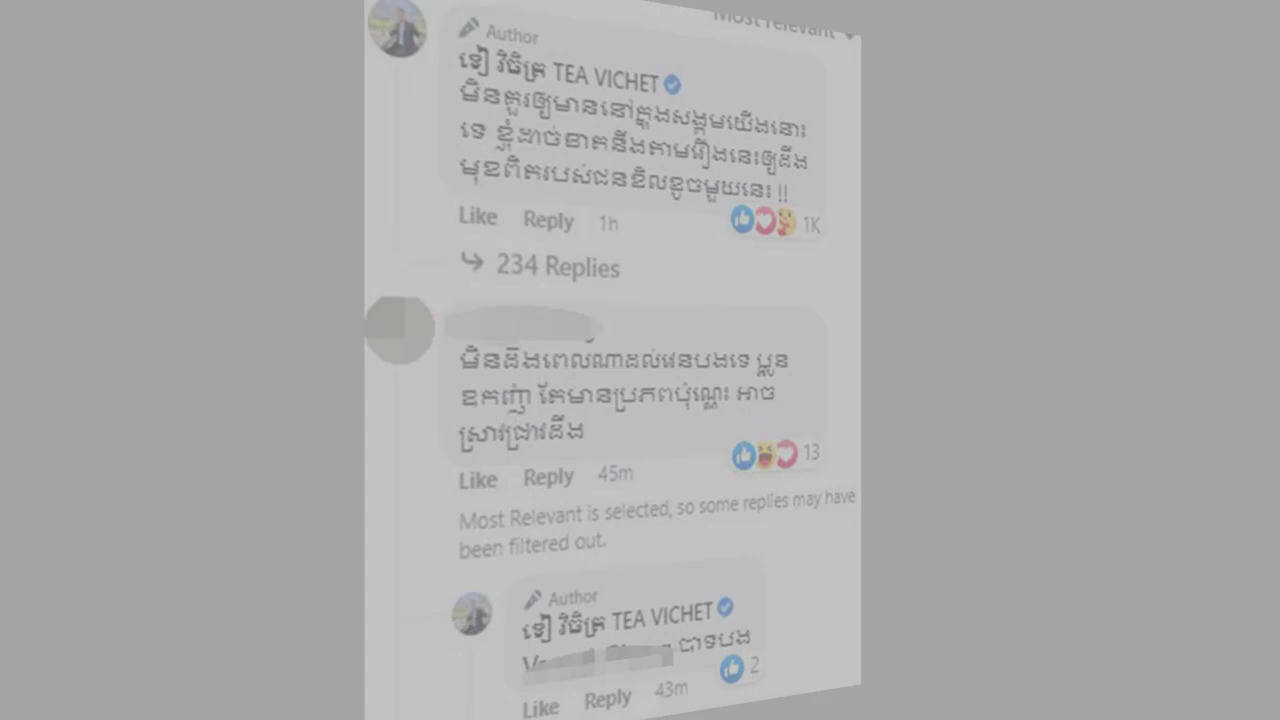 Most relevant
Author
ទៀ វិចិត្រ TEA VICHET
មិនគួរឲ្យមាននៅក្នុងសង្គមយើងនោះ
ទេ ខ្ញុំដាច់ខាតនឹងតាមរឿងនេះឲ្យដឹង
មុខពិតរបស់ជនខិលខូចមួយនេះ !!
Like Reply 1h 1K
234 Replies
មិនដឹងពេលណាដល់វេនបងទេ ប្អូន
ឧកញ៉ា តែមានប្រភពប៉ុណ្ណេះ អាច
ស្រាវជ្រាវដឹង
Like Reply 45m 13
Most Relevant is selected, so some replies may have
been filtered out.
Author
ទៀ វិចិត្រ TEA VICHET
បាទបង
Like Reply 43m 2